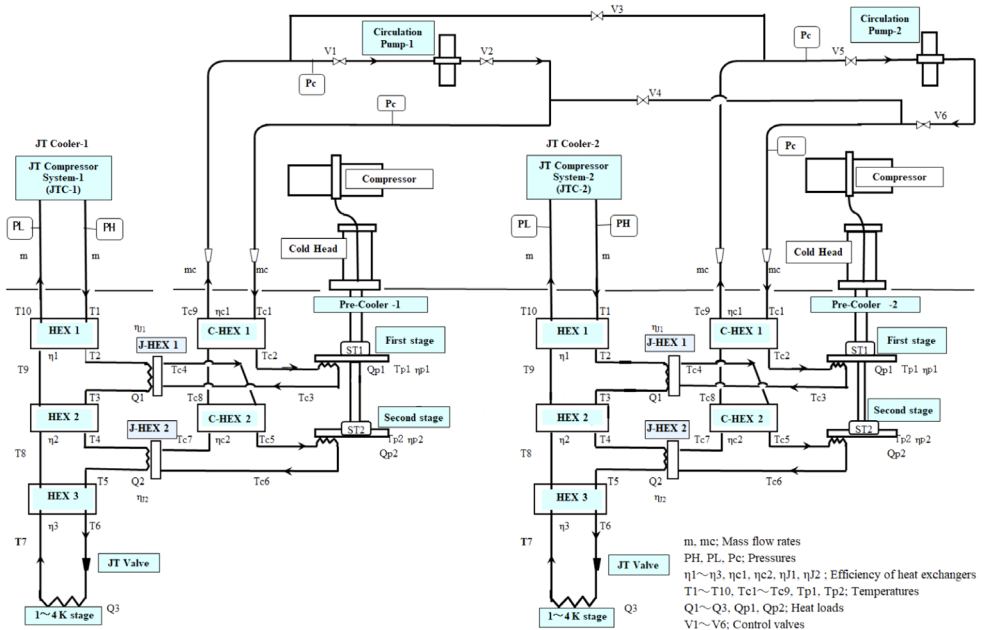 V3
Circulation
Pump-1
V1
V2
Pc
Pc
V4
Circulation
Pump-2
Pc
V5
V6
Pc
JT Cooler-1
JT Compressor
System-1
(JTC-1)
PL
PH
m
m
Compressor
Cold Head
mc
mc
Pre-Cooler -1
T10
T1
Tc9
ηc1
Tc1
HEX 1
ηJ1
J-HEX 1
C-HEX 1
First stage
ST1
η1
T2
Tc2
Qp1
Tp1 ηp1
T9
Tc4
T3
Q1
Tc8
Tc3
HEX 2
J-HEX 2
C-HEX 2
Second stage
ST2
η2
T4
Tc7
ηc2
Tc5
Tp2 ηp2
Qp2
T8
T5
Q2
Tc6
ηJ2
HEX 3
η3
T6
T7
JT Valve
1～4 K stage
Q3
JT Cooler-2
JT Compressor
System-2
(JTC-2)
PL
PH
m
m
Compressor
Cold Head
mc
mc
Pre-Cooler -2
T10
T1
Tc9
ηc1
Tc1
HEX 1
ηJ1
J-HEX 1
C-HEX 1
First stage
ST1
η1
T2
Tc2
Qp1
Tp1 ηp1
T9
Tc4
T3
Q1
Tc8
Tc3
HEX 2
J-HEX 2
C-HEX 2
Second stage
ST2
η2
T4
Tc7
ηc2
Tc5
Tp2 ηp2
Qp2
T8
T5
Q2
Tc6
ηJ2
HEX 3
η3
T6
T7
JT Valve
1～4 K stage
Q3
m, mc; Mass flow rates
PH, PL, Pc; Pressures
η1～η3, ηc1, ηc2, ηJ1, ηJ2 ; Efficiency of heat exchangers
T1～T10, Tc1～Tc9, Tp1, Tp2; Temperatures
Q1～Q3, Qp1, Qp2; Heat loads
V1～V6; Control valves